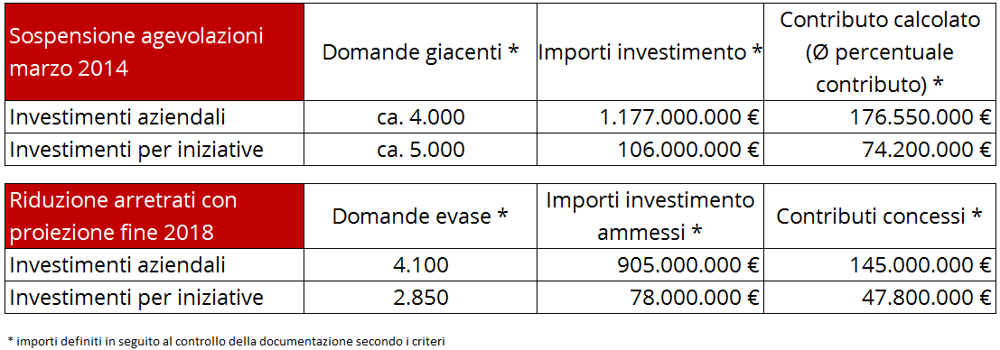 Sospensione agevolazioni marzo 2014 Domande giacenti * Importi investimento * Contributo calcolato (Ø percentuale contributo) *
Investimenti aziendali ca. 4.000 1.177.000.000 € 176.550.000 €
Investimenti per iniziative ca. 5.000 106.000.000 € 74.200.000 €
Riduzione arretrati con proiezione fine 2018 Domande evase * Importi investimento ammessi * Contributi concessi *
Investimenti aziendali 4.100 905.000.000 € 145.000.000 €
Investimenti per iniziative 2.850 78.000.000 € 47.800.000 €
* importi definiti in seguito al controllo della documentazione secondo i criteri